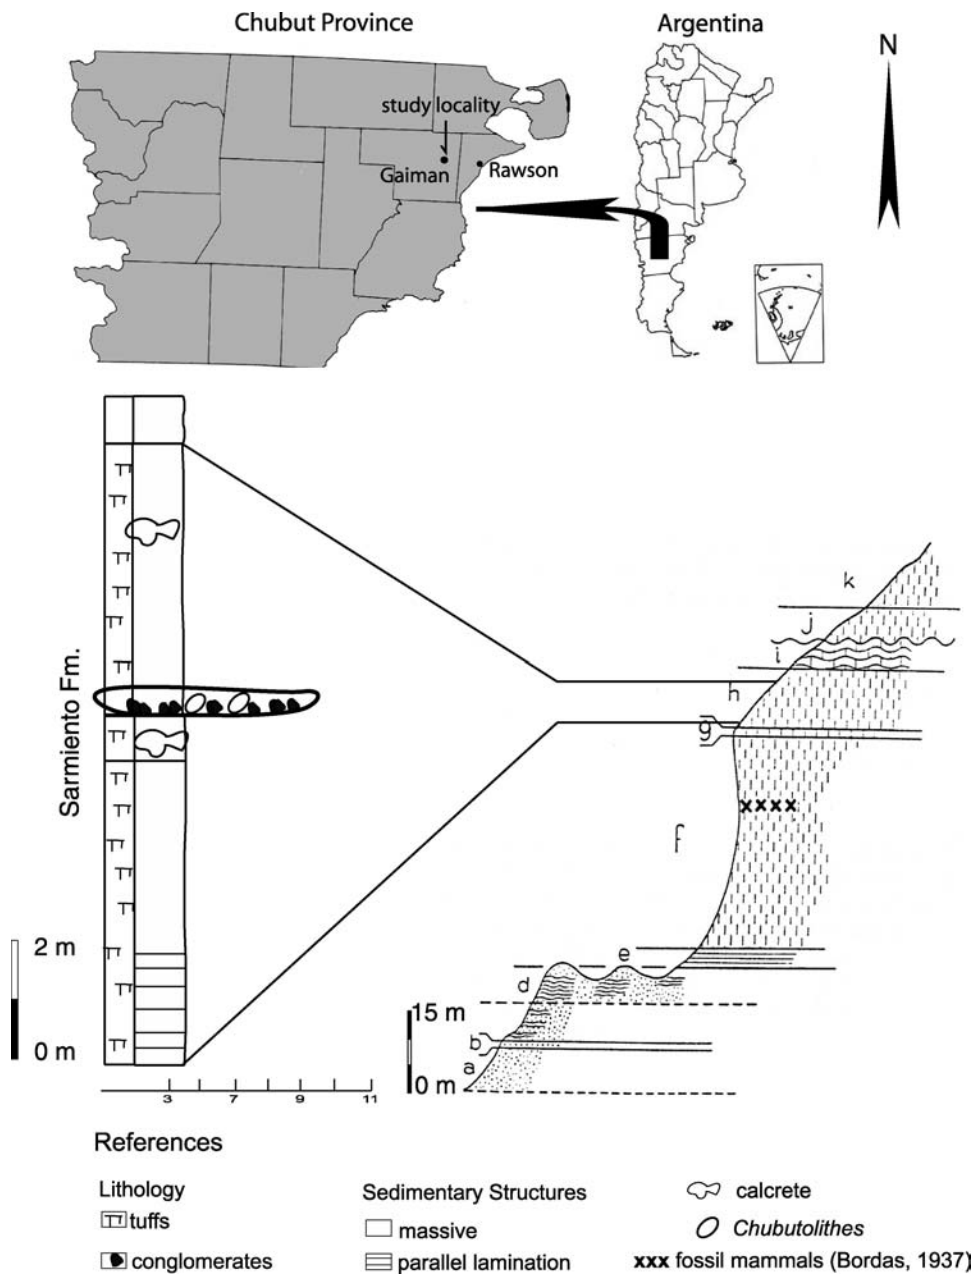 Chubut Province
Argentina
N
study locality
Gaiman
Rawson
k
j
i
h
g
f
e
d
b
a
Sarmiento Fm.
2 m
0 m
15 m
0 m
3 7 9 11
References
Lithology
tuffs
conglomerates
Sedimentary Structures
massive
parallel lamination
calcrete
Chubutolithes
xxx fossil mammals (Bordas, 1937)